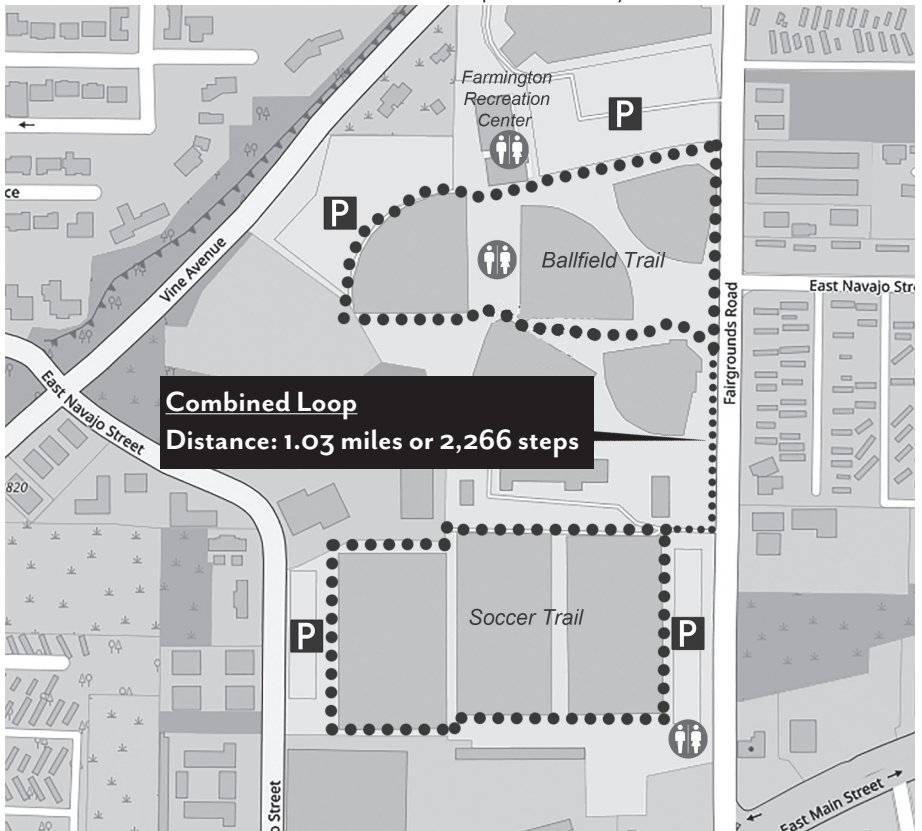 Farmington
Recreation
Center
P
P
Ballfield Trail
Vine Avenue
East Navajo Str
Fairgrounds Road
ce
East Navajo Street
Combined Loop
Distance: 1.03 miles or 2,266 steps
820
Soccer Trail
P
P
o Street
East Main Street